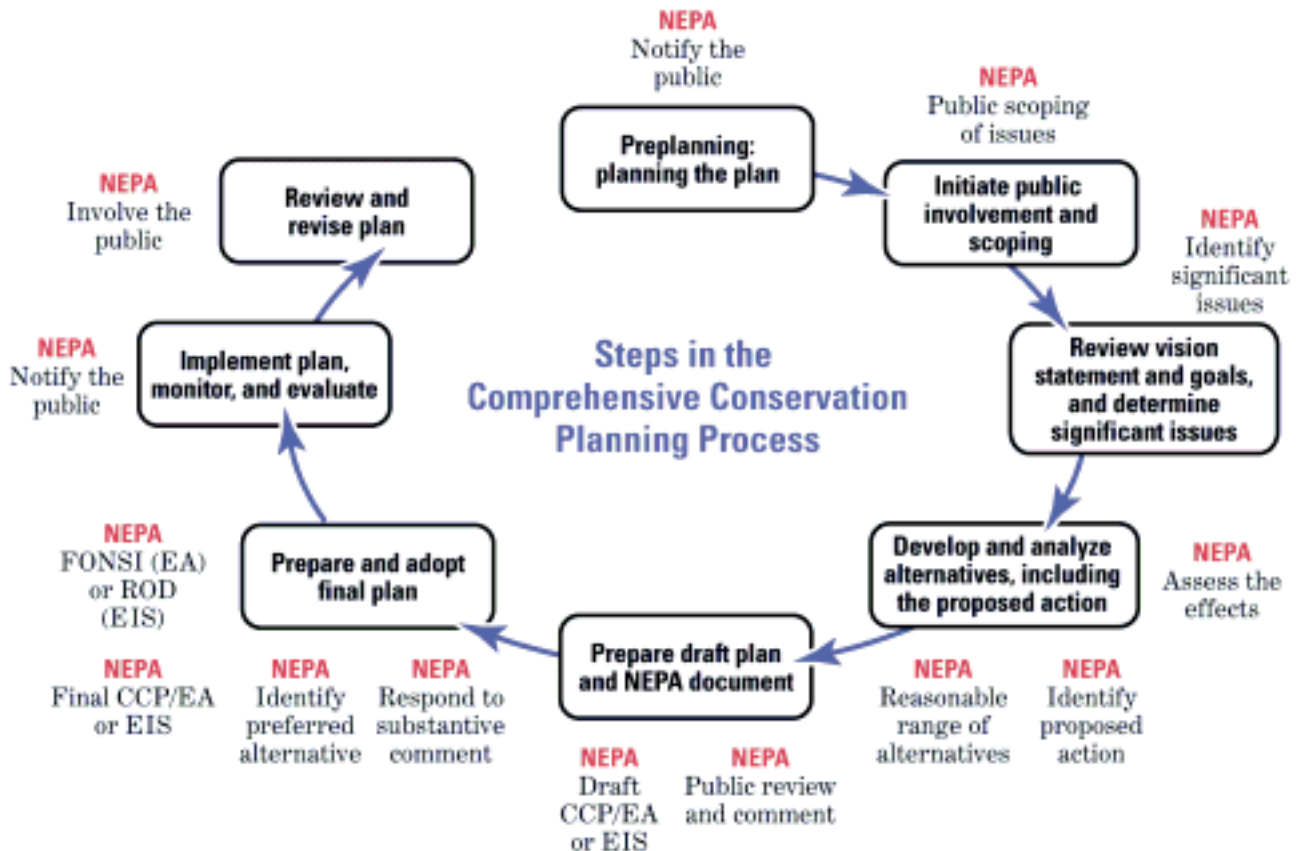 NEPA
Notify the
public
Preplanning:
planning the plan
NEPA
Public scoping
of issues
Initiate public
involvement and
scoping
NEPA
Identify
significant
issues
Review vision
statement and goals,
and determine
significant issues
NEPA
Assess the
effects
Develop and analyze
alternatives, including
the proposed action
NEPA
Reasonable
range of
alternatives
NEPA
Identify
proposed
action
Prepare draft plan
and NEPA document
NEPA
Draft
CCP/EA
or EIS
NEPA
Public review
and comment
Prepare and adopt
final plan
NEPA
FONSI (EA)
or ROD
(EIS)
NEPA
Final CCP/EA
or EIS
NEPA
Identify
preferred
alternative
NEPA
Respond to
substantive
comment
Implement plan,
monitor, and evaluate
NEPA
Notify the
public
Review and
revise plan
NEPA
Involve the
public
Steps in the
Comprehensive Conservation
Planning Process